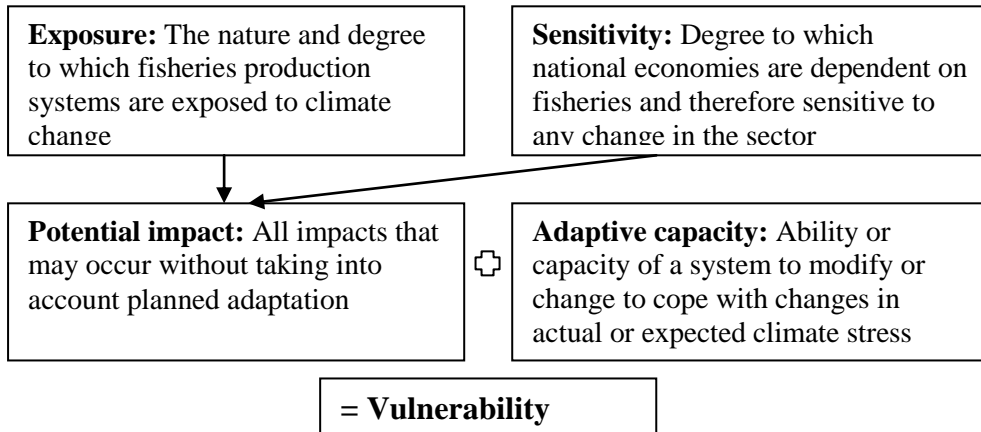 Exposure: The nature and degree
to which fisheries production
systems are exposed to climate
change
Sensitivity: Degree to which
national economies are dependent on
fisheries and therefore sensitive to
any change in the sector
Potential impact: All impacts that
may occur without taking into
account planned adaptation
Adaptive capacity: Ability or
capacity of a system to modify or
change to cope with changes in
actual or expected climate stress
= Vulnerability